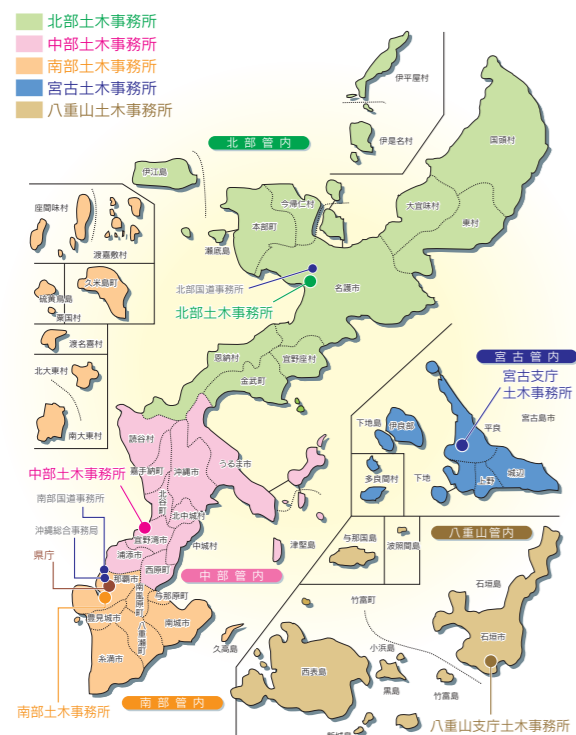 北部土木事務所
中部土木事務所
南部土木事務所
宮古土木事務所
八重山土木事務所
伊平屋村
伊是名村
国頭村
北部管内
伊江島
今帰仁村
大宜味村
本部町
東村
瀬底島
座間味村
渡嘉敷村
久米島町
硫黄鳥島
粟国村
北部国道事務所
名護市
北部土木事務所
渡名喜村
北大東村
南大東村
恩納村
宜野座村
金武町
宮古管内
宮古支庁
土木事務所
下地島
伊良部
平良
宮古島市
多良間村
下地
上野
城辺
読谷村
うるま市
嘉手納町
沖縄市
中部土木事務所
北谷町
南部国道事務所
北中城村
沖縄総合事務局
宜野湾市
中城村
津堅島
県庁
浦添市
西原町
中部管内
那覇市
南風原町
与那原町
豊見城市
八重瀬町
南城市
糸満市
久高島
南部管内
南部土木事務所
与那国島
波照間島
八重山管内
石垣島
竹富町
石垣市
小浜島
西表島
黒島
竹富島
新城島
八重山支庁土木事務所